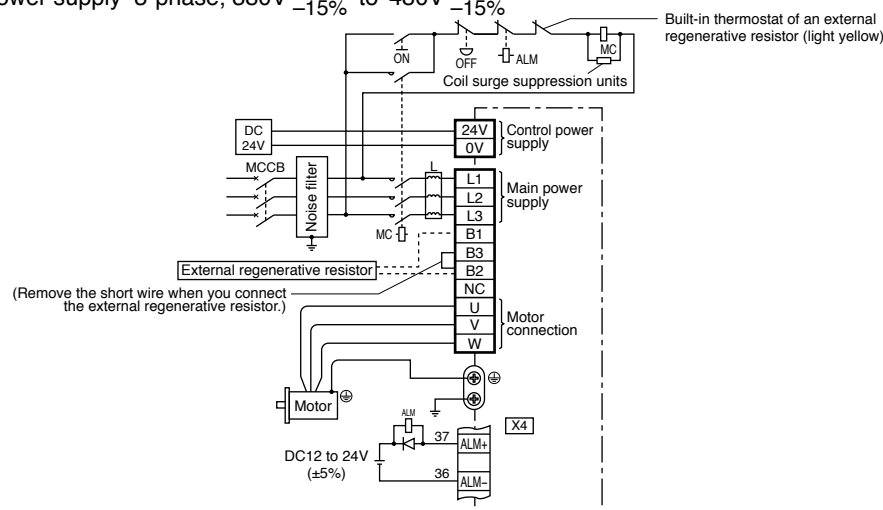 ower supply 3-phase, 380V –15% to 480V –15%
Built-in thermostat of an external
regenerative resistor (light yellow)
ON
OFF
ALM
MC
Coil surge suppression units
DC
24V
24V
0V
Control power
supply
MCCB
Noise filter
L
L1
L2
L3
Main power
supply
MC
B1
B3
B2
NC
External regenerative resistor
(Remove the short wire when you connect
the external regenerative resistor.)
U
V
W
Motor
connection
Motor
X4
ALM
DC12 to 24V
(±5%)
37
ALM+
36
ALM–